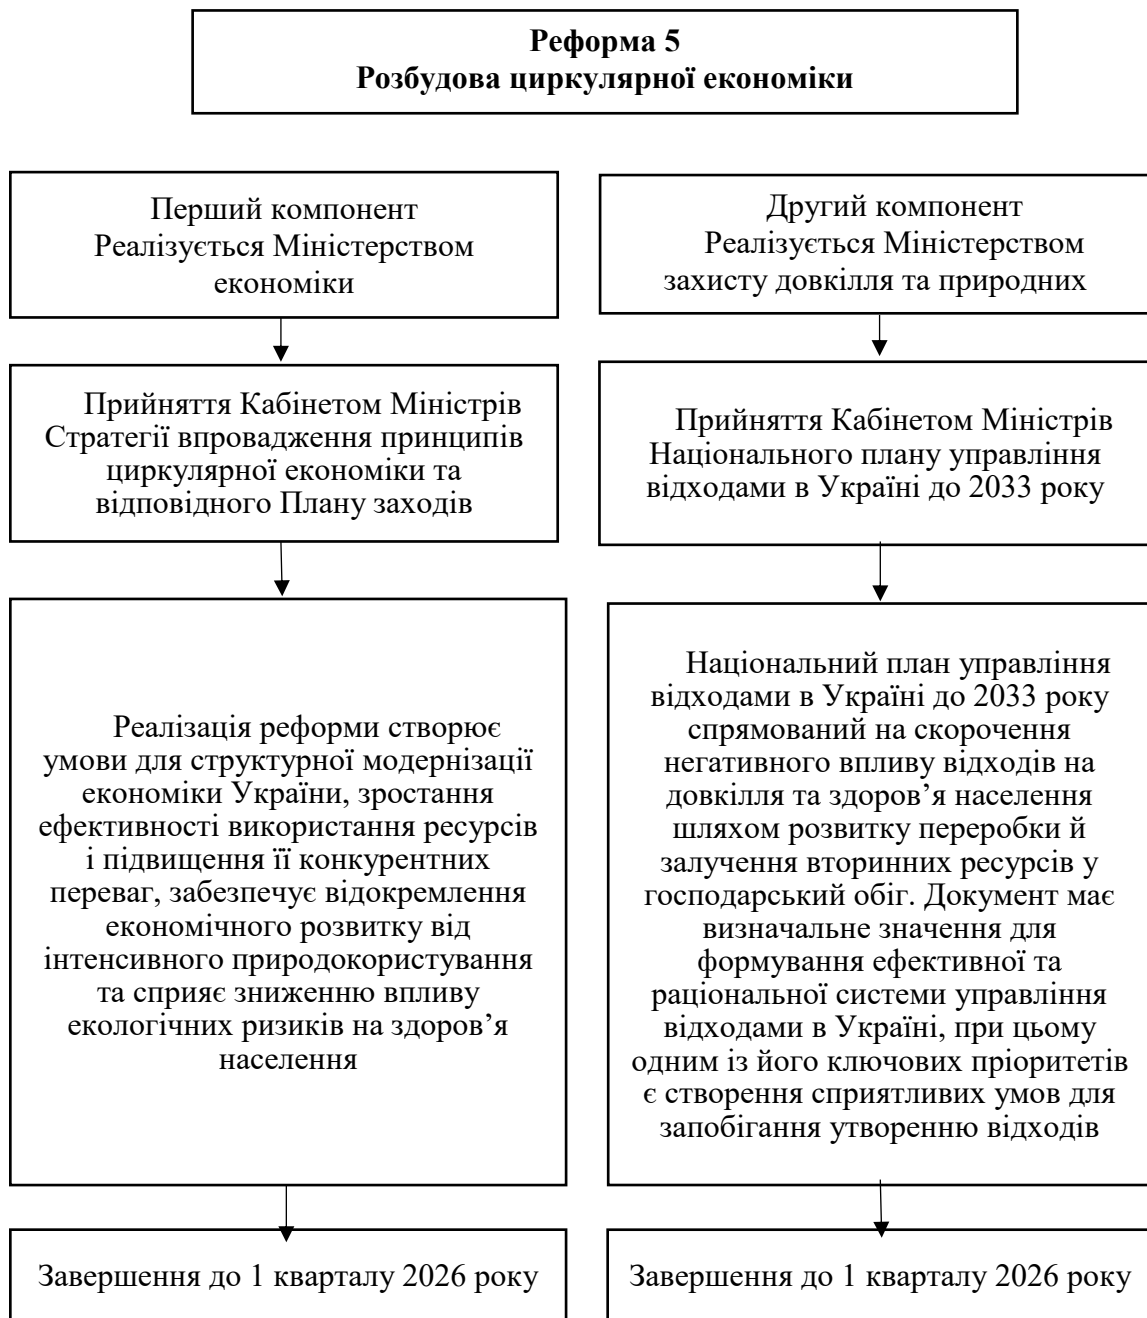 Реформа 5
Розбудова циркулярної економіки
Перший компонент
Реалізується Міністерством
економіки
Прийняття Кабінетом Міністрів
Стратегії впровадження принципів
циркулярної економіки та
відповідного Плану заходів
Реалізація реформи створює
умови для структурної модернізації
економіки України, зростання
ефективності використання ресурсів
і підвищення її конкурентних
переваг, забезпечує відокремлення
економічного розвитку від
інтенсивного природокористування
та сприяє зниженню впливу
екологічних ризиків на здоров’я
населення
Завершення до 1 кварталу 2026 року
Другий компонент
Реалізується Міністерством
захисту довкілля та природних
Прийняття Кабінетом Міністрів
Національного плану управління
відходами в Україні до 2033 року
Національний план управління
відходами в Україні до 2033 року
спрямований на скорочення
негативного впливу відходів на
довкілля та здоров’я населення
шляхом розвитку переробки й
залучення вторинних ресурсів у
господарський обіг. Документ має
визначальне значення для
формування ефективної та
раціональної системи управління
відходами в Україні, при цьому
одним із його ключових пріоритетів
є створення сприятливих умов для
запобігання утворенню відходів
Завершення до 1 кварталу 2026 року